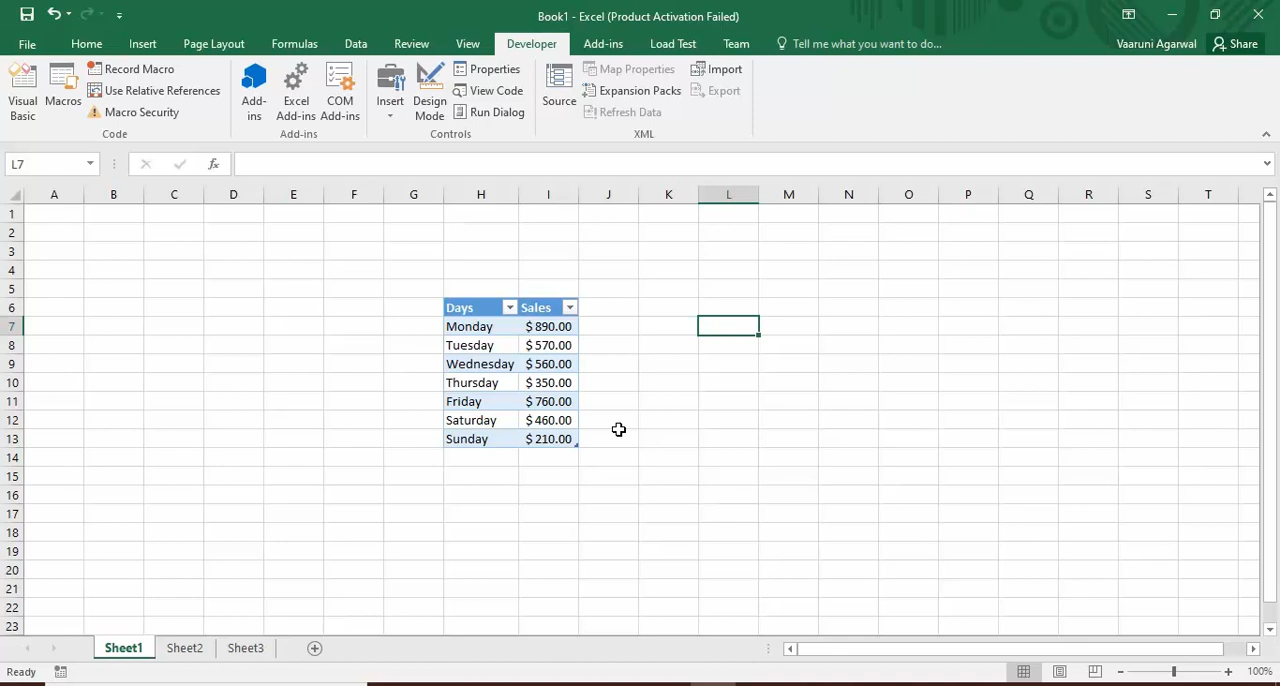 Book1 - Excel (Product Activation Failed)
File Home Insert Page Layout Formulas Data Review View Developer Add-ins Load Test Team Tell me what you want to do... Vaaruni Agarwal Share
Visual Basic
Macros
Record Macro
Use Relative References
Macro Security
Code
Add-ins
Excel Add-ins
COM Add-ins
Add-ins
Insert
Design Mode
Properties
View Code
Run Dialog
Controls
Source
Map Properties
Expansion Packs
Refresh Data
Import
Export
XML
L7 fx
A B C D E F G H I J K L M N O P Q R S T
1
2
3
4
5
6 Days Sales
7 Monday $ 890.00
8 Tuesday $ 570.00
9 Wednesday $ 560.00
10 Thursday $ 350.00
11 Friday $ 760.00
12 Saturday $ 460.00
13 Sunday $ 210.00
14
15
16
17
18
19
20
21
22
23
Sheet1 Sheet2 Sheet3
Ready 100%